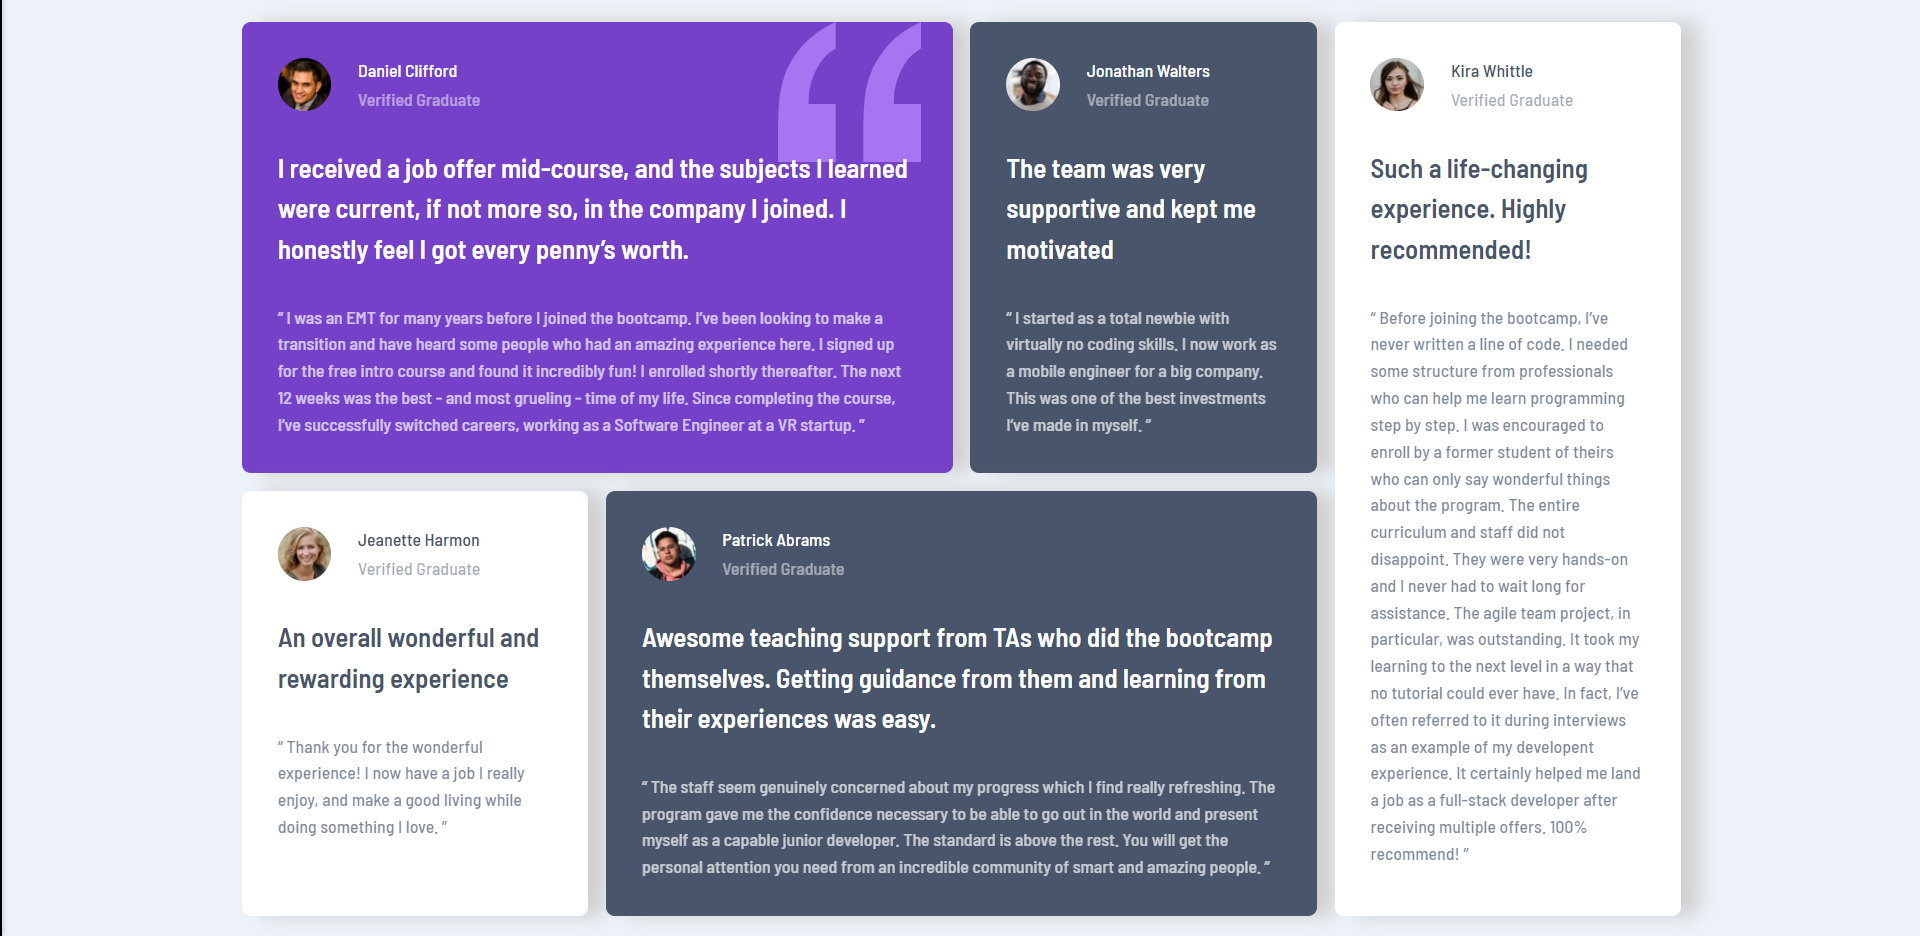 Daniel Clifford
Verified Graduate
I received a job offer mid-course, and the subjects I learned
were current, if not more so, in the company I joined. I
honestly feel I got every penny’s worth.
“ I was an EMT for many years before I joined the bootcamp. I’ve been looking to make a
transition and have heard some people who had an amazing experience here. I signed up
for the free intro course and found it incredibly fun! I enrolled shortly thereafter. The next
12 weeks was the best - and most grueling - time of my life. Since completing the course,
I’ve successfully switched careers, working as a Software Engineer at a VR startup. ”
Jonathan Walters
Verified Graduate
The team was very
supportive and kept me
motivated
“ I started as a total newbie with
virtually no coding skills. I now work as
a mobile engineer for a big company.
This was one of the best investments
I’ve made in myself. ”
Kira Whittle
Verified Graduate
Such a life-changing
experience. Highly
recommended!
“ Before joining the bootcamp, I’ve
never written a line of code. I needed
some structure from professionals
who can help me learn programming
step by step. I was encouraged to
enroll by a former student of theirs
who can only say wonderful things
about the program. The entire
curriculum and staff did not
disappoint. They were very hands-on
and I never had to wait long for
assistance. The agile team project, in
particular, was outstanding. It took my
learning to the next level in a way that
no tutorial could ever have. In fact, I’ve
often referred to it during interviews
as an example of my developent
experience. It certainly helped me land
a job as a full-stack developer after
receiving multiple offers. 100%
recommend! ”
Jeanette Harmon
Verified Graduate
An overall wonderful and
rewarding experience
“ Thank you for the wonderful
experience! I now have a job I really
enjoy, and make a good living while
doing something I love. ”
Patrick Abrams
Verified Graduate
Awesome teaching support from TAs who did the bootcamp
themselves. Getting guidance from them and learning from
their experiences was easy.
“ The staff seem genuinely concerned about my progress which I find really refreshing. The
program gave me the confidence necessary to be able to go out in the world and present
myself as a capable junior developer. The standard is above the rest. You will get the
personal attention you need from an incredible community of smart and amazing people. ”